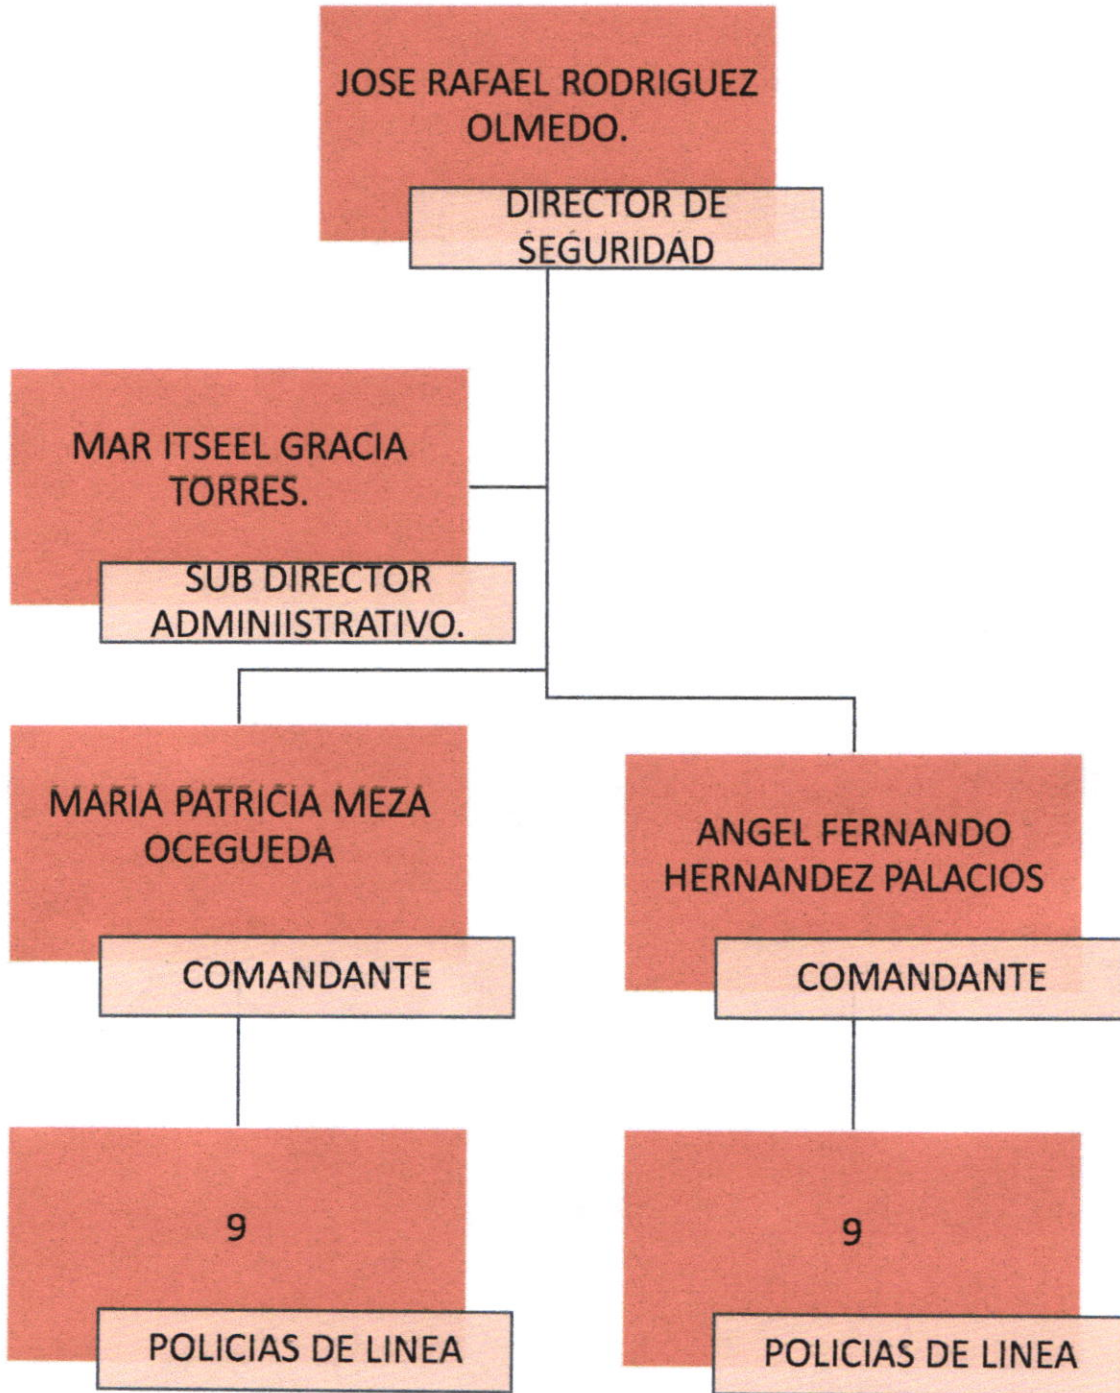 JOSE RAFAEL RODRIGUEZ
OLMEDO.
DIRECTOR DE
SEGURIDAD
MAR ITSEEL GRACIA
TORRES.
SUB DIRECTOR
ADMINIISTRATIVO.
MARIA PATRICIA MEZA
OCEGUEDA
COMANDANTE
ANGEL FERNANDO
HERNANDEZ PALACIOS
COMANDANTE
9
POLICIAS DE LINEA
9
POLICIAS DE LINEA